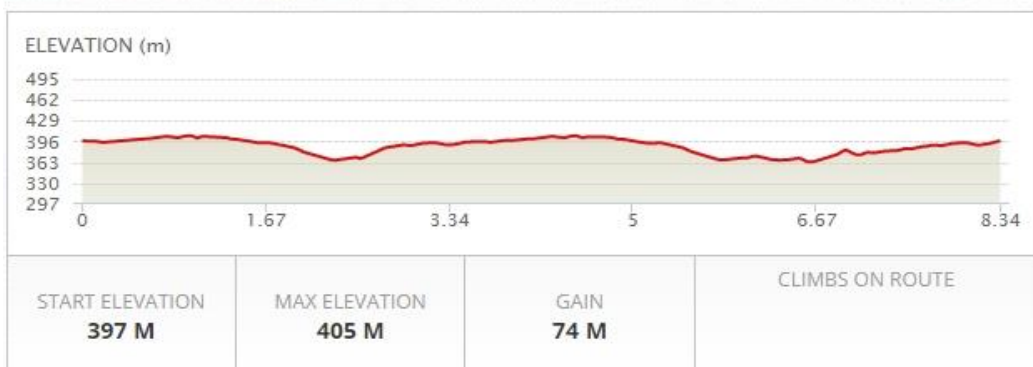 ELEVATION (m)
495
462
429
396
363
330
297
0 1.67 3.34 5 6.67 8.34
START ELEVATION
397 M
MAX ELEVATION
405 M
GAIN
74 M
CLIMBS ON ROUTE